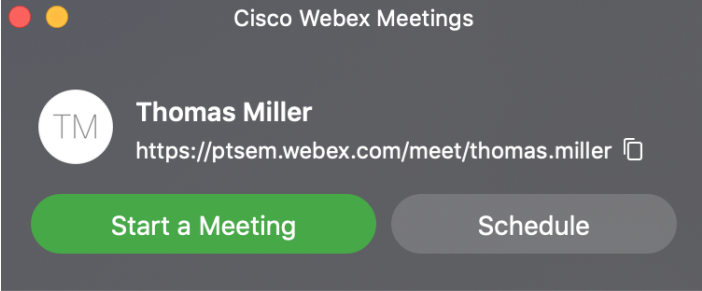 Cisco Webex Meetings
TM
Thomas Miller
https://ptsem.webex.com/meet/thomas.miller
Start a Meeting
Schedule